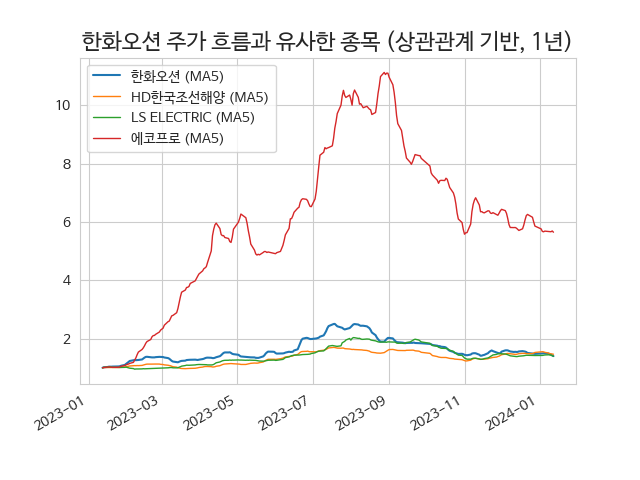 한화오션 주가 흐름과 유사한 종목 (상관관계 기반, 1년)
한화오션 (MA5)
HD한국조선해양 (MA5)
LS ELECTRIC (MA5)
에코프로 (MA5)
10
8
6
4
2
2023-01
2023-03
2023-05
2023-07
2023-09
2023-11
2024-01